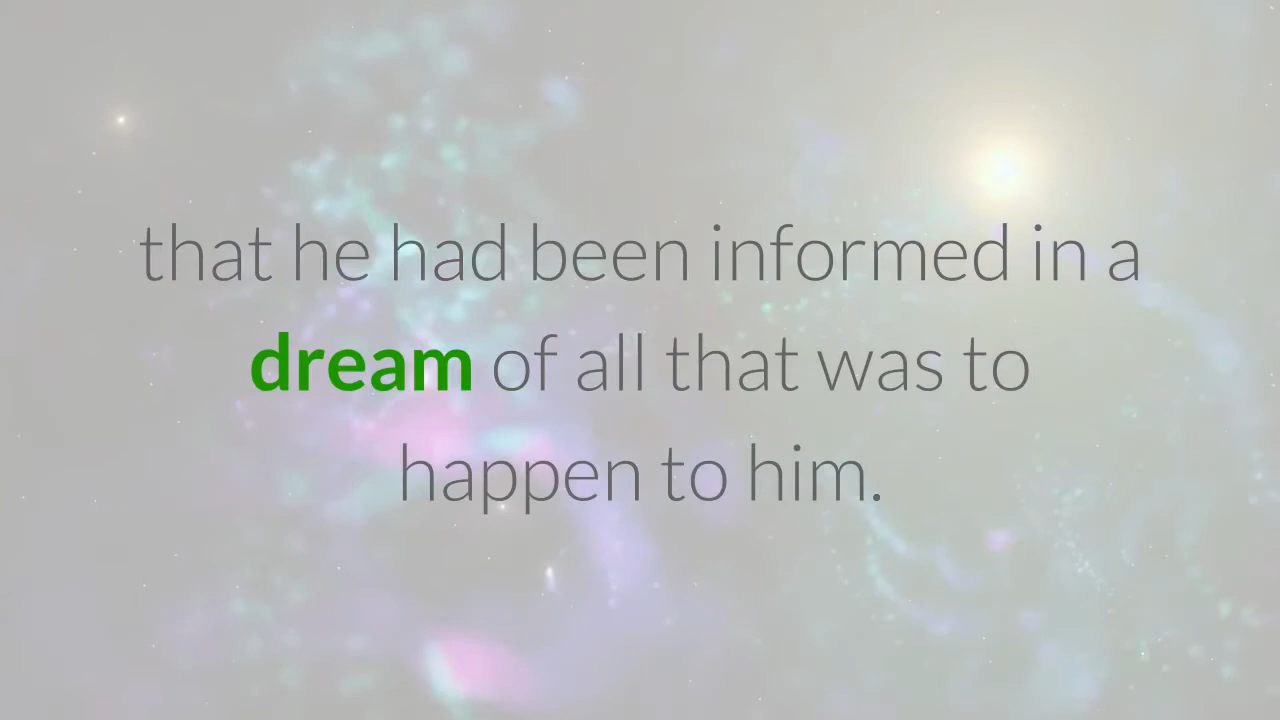 that he had been informed in a
dream of all that was to
happen to him.